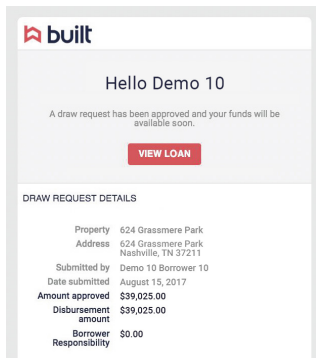 built
Hello Demo 10
A draw request has been approved and your funds will be
available soon.
VIEW LOAN
DRAW REQUEST DETAILS
Property 624 Grassmere Park
Address 624 Grassmere Park
Nashville, TN 37211
Submitted by Demo 10 Borrower 10
Date submitted August 15, 2017
Amount approved $39,025.00
Disbursement $39,025.00
amount
Borrower $0.00
Responsibility